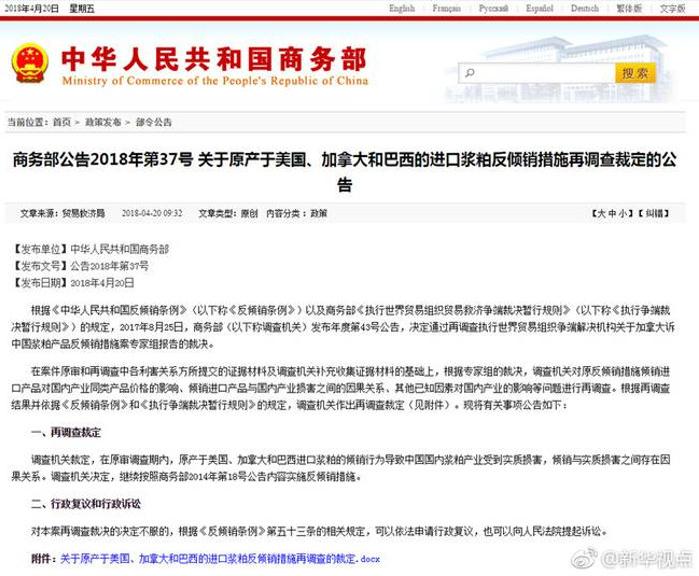 2018年4月20日 星期五
English | Français | Русский | Español | Deutsch | 繁体版 | 文字版
中华人民共和国商务部
Ministry of Commerce of the People's Republic of China
搜索
当前位置：首页 > 政策发布 > 部令公告
商务部公告2018年第37号 关于原产于美国、加拿大和巴西的进口浆粕反倾销措施再调查裁定的公
告
文章来源：贸易救济局 2018-04-20 09:32 文章类型：原创 内容分类：政策 【大 中 小】【纠错】
【发布单位】中华人民共和国商务部
【发布文号】公告2018年第37号
【发布日期】2018年4月20日
根据《中华人民共和国反倾销条例》（以下称《反倾销条例》）以及商务部《执行世界贸易组织贸易救济争端裁决暂行规则》（以下称《执行争端裁
决暂行规则》）的规定，2017年8月25日，商务部（以下称调查机关）发布年度第43号公告，决定通过再调查执行世界贸易组织争端解决机构关于加拿大诉
中国浆粕产品反倾销措施案专家组报告的裁决。
在案件原审和再调查中各利害关系方所提交的证据材料及调查机关补充收集证据材料的基础上，根据专家组的裁决，调查机关对原反倾销措施倾销进
口产品对国内产业同类产品价格的影响、倾销进口产品与国内产业损害之间的因果关系、其他已知因素对国内产业的影响等问题进行再调查。根据再调查
结果并依据《反倾销条例》和《执行争端裁决暂行规则》的规定，调查机关作出再调查裁定（见附件）。现将有关事项公告如下：
一、再调查裁定
调查机关裁定，在原审调查期内，原产于美国、加拿大和巴西进口浆粕的倾销行为导致中国国内浆粕产业受到实质损害，倾销与实质损害之间存在因
果关系。调查机关决定，继续按照商务部2014年第18号公告内容实施反倾销措施。
二、行政复议和行政诉讼
对本案再调查裁决的决定不服的，根据《反倾销条例》第五十三条的相关规定，可以依法申请行政复议，也可以向人民法院提起诉讼。
附件：关于原产于美国、加拿大和巴西的进口浆粕反倾销措施再调查的裁定.docx
@新华视点